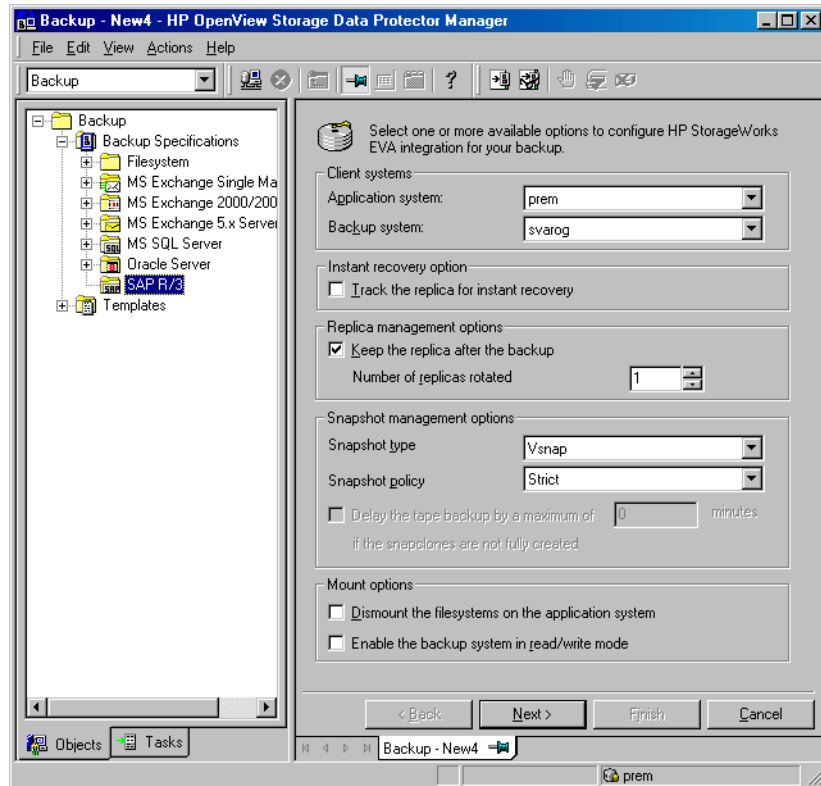 Backup - New4 - HP OpenView Storage Data Protector Manager
File Edit View Actions Help
Backup
Backup
Backup Specifications
Filesystem
MS Exchange Single Ma
MS Exchange 2000/200
MS Exchange 5.x Server
MS SQL Server
Oracle Server
SAP R/3
Templates
Objects
Tasks
Select one or more available options to configure HP StorageWorks
EVA integration for your backup.
Client systems
Application system: prem
Backup system: svarog
Instant recovery option
Track the replica for instant recovery
Replica management options
Keep the replica after the backup
Number of replicas rotated 1
Snapshot management options
Snapshot type Vsnap
Snapshot policy Strict
Delay the tape backup by a maximum of 0 minutes
if the snapclones are not fully created
Mount options
Dismount the filesystems on the application system
Enable the backup system in read/write mode
< Back Next > Finish Cancel
Backup - New4
prem